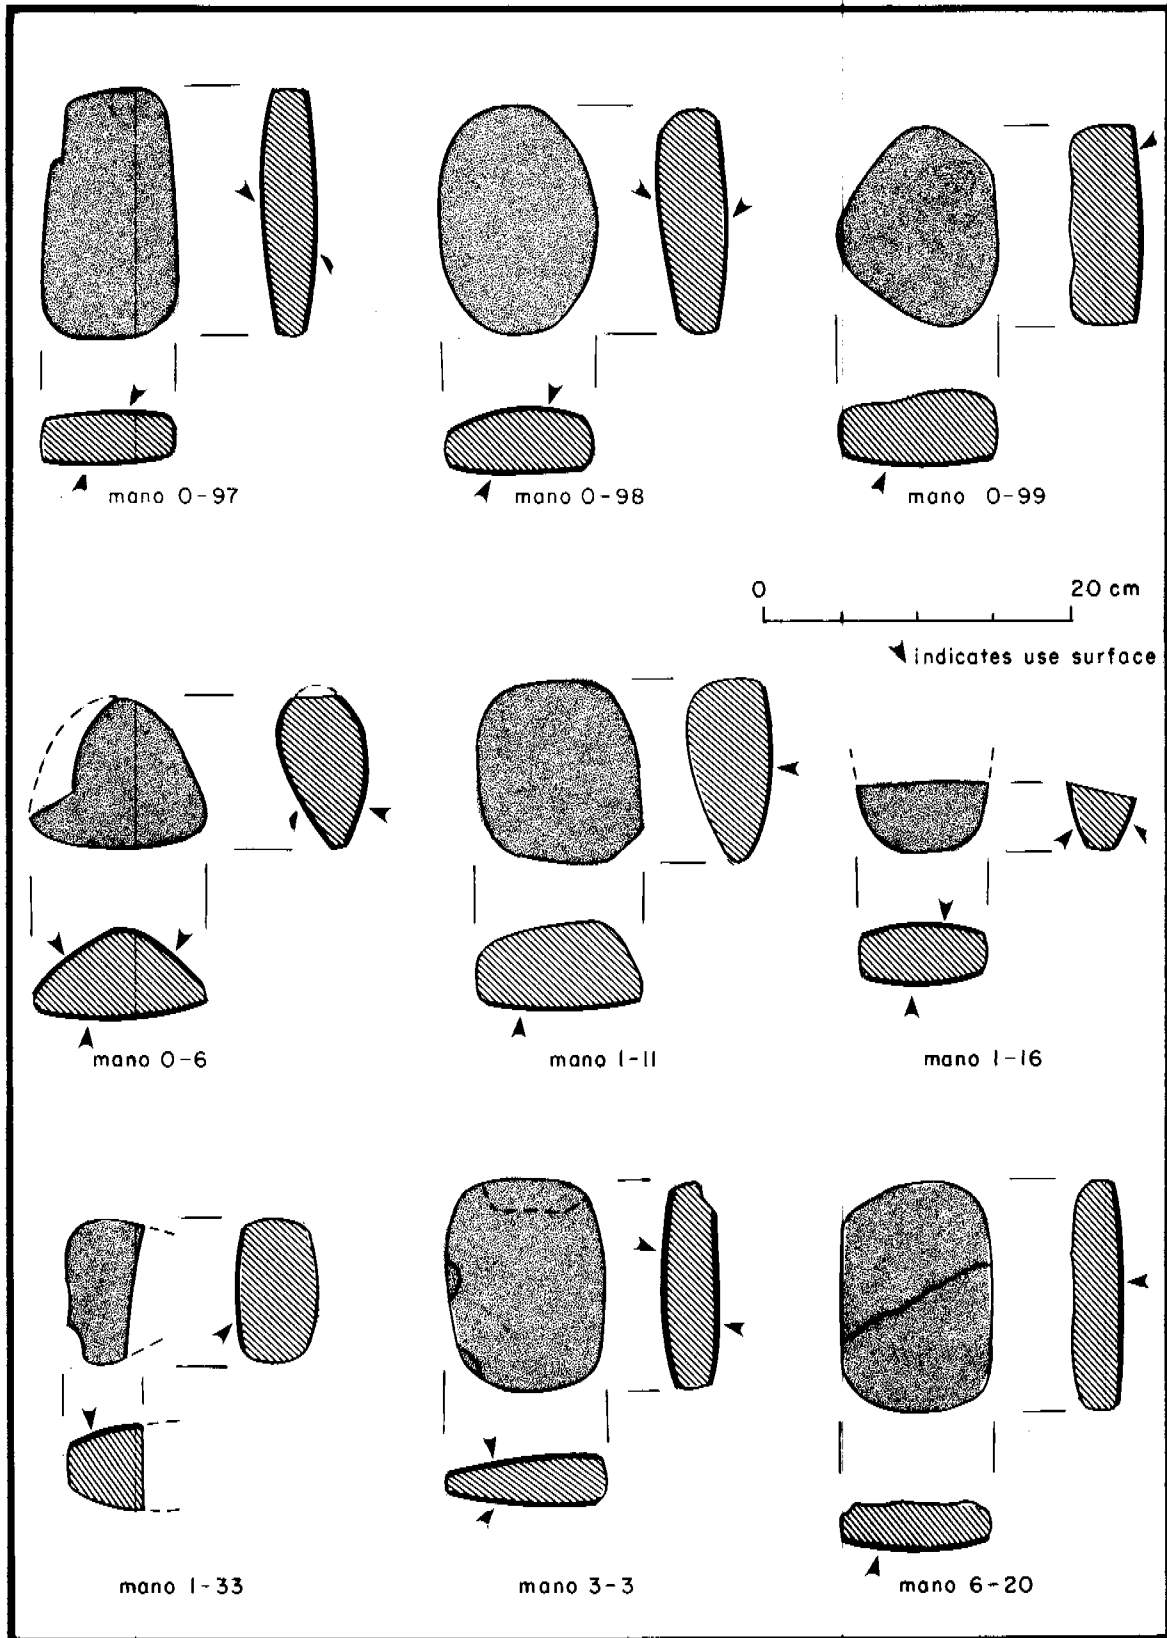 mano 0-97
mano 0-98
mano 0-99
0 20 cm
indicates use surface
mano 0-6
mano 1-11
mano 1-16
mano 1-33
mano 3-3
mano 6-20